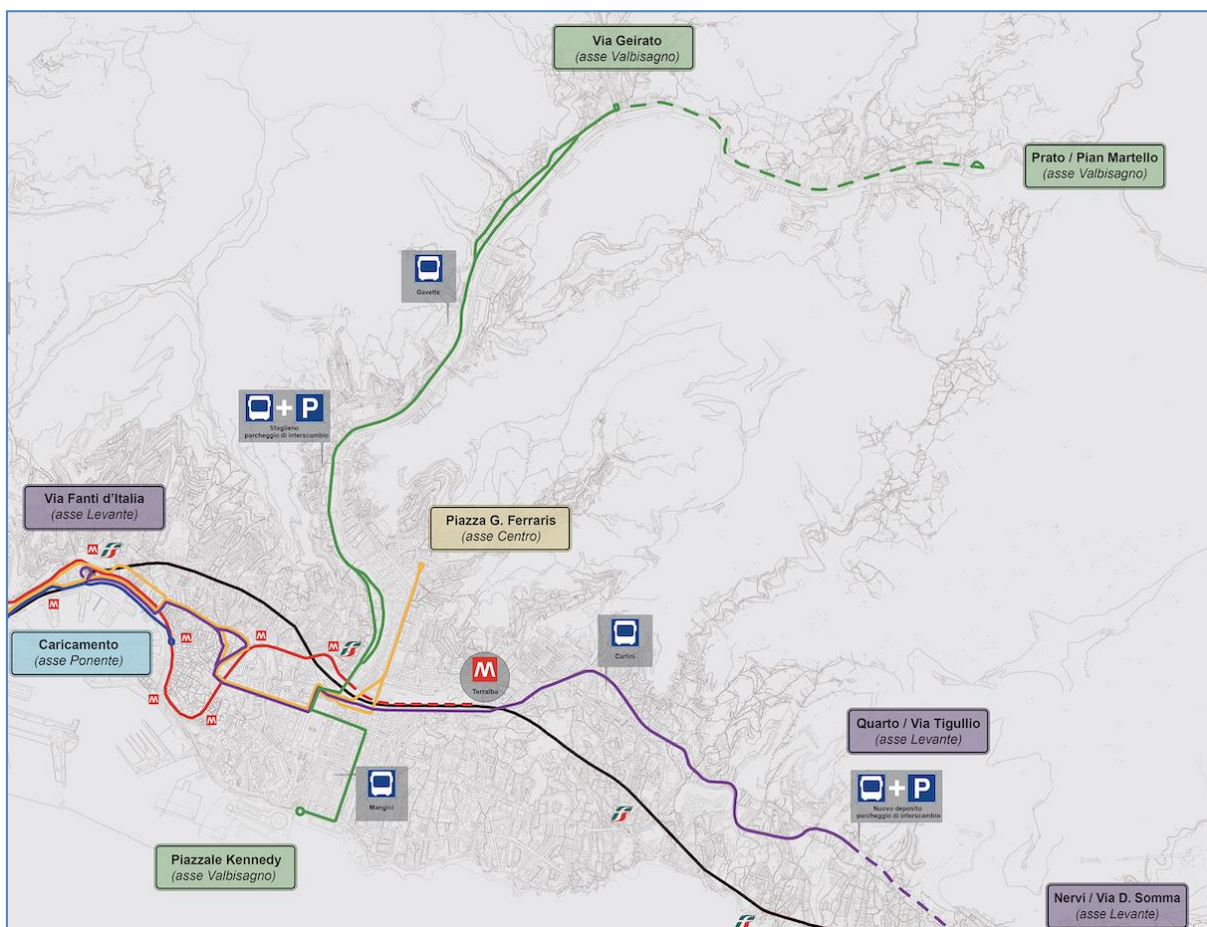 Via Geirato
(asse Valbisagno)
Prato / Pian Martello
(asse Valbisagno)
Gavette
+ P
Staglieno
parcheggio di interscambio
Via Fanti d'Italia
(asse Levante)
Piazza G. Ferraris
(asse Centro)
M
M
Caricamento
(asse Ponente)
M
M
M
M
Terralba
Carlini
M
M
Quarto / Via Tigullio
(asse Levante)
+ P
Nuovo deposito
parcheggio di interscambio
Mangini
Piazzale Kennedy
(asse Valbisagno)
Nervi / Via D. Somma
(asse Levante)